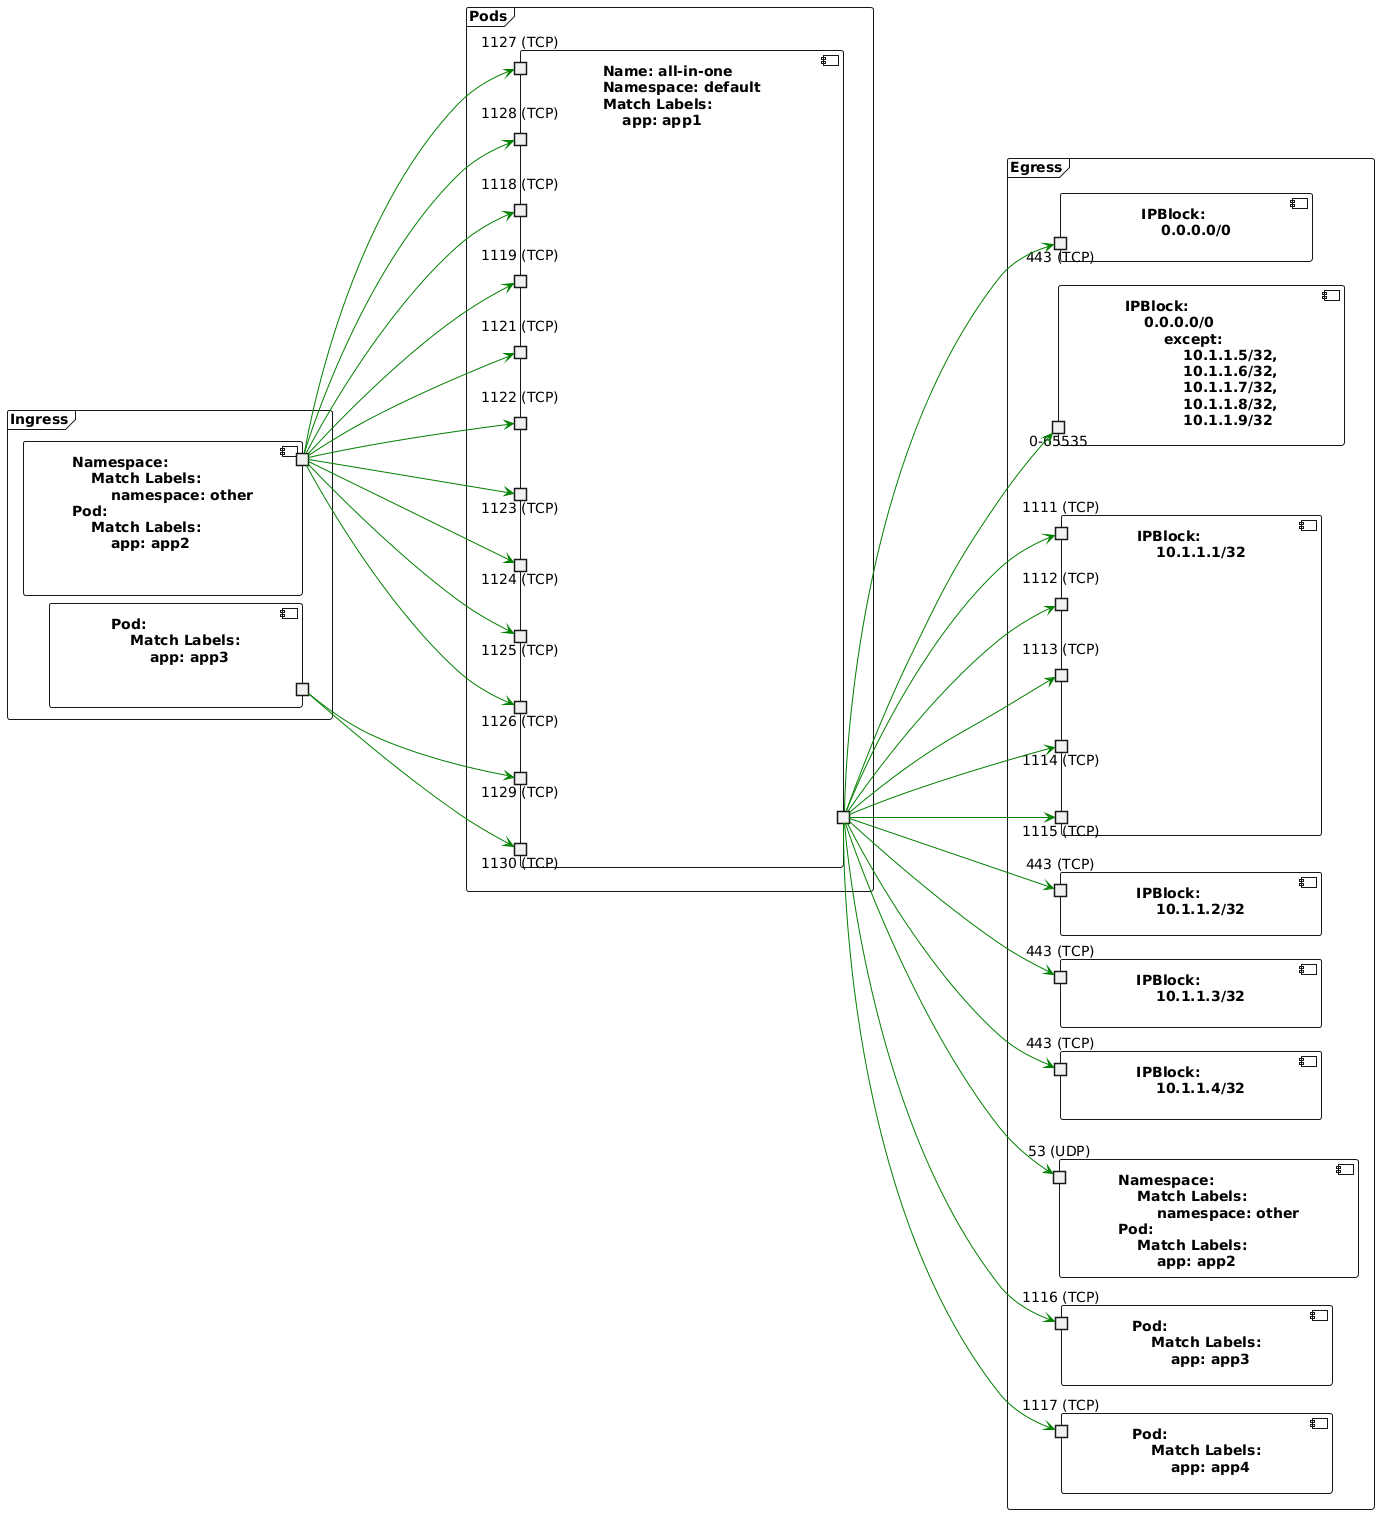 Pods
1127 (TCP)
Name: all-in-one
Namespace: default
Match Labels:
app: app1
1128 (TCP)
1118 (TCP)
1119 (TCP)
1121 (TCP)
1122 (TCP)
1123 (TCP)
1124 (TCP)
1125 (TCP)
1126 (TCP)
1129 (TCP)
1130 (TCP)
Ingress
Namespace:
Match Labels:
namespace: other
Pod:
Match Labels:
app: app2
Pod:
Match Labels:
app: app3
Egress
IPBlock:
0.0.0.0/0
443 (TCP)
IPBlock:
0.0.0.0/0
except:
10.1.1.5/32,
10.1.1.6/32,
10.1.1.7/32,
10.1.1.8/32,
10.1.1.9/32
0-65535
1111 (TCP)
IPBlock:
10.1.1.1/32
1112 (TCP)
1113 (TCP)
1114 (TCP)
1115 (TCP)
443 (TCP)
IPBlock:
10.1.1.2/32
443 (TCP)
IPBlock:
10.1.1.3/32
443 (TCP)
IPBlock:
10.1.1.4/32
53 (UDP)
Namespace:
Match Labels:
namespace: other
Pod:
Match Labels:
app: app2
1116 (TCP)
Pod:
Match Labels:
app: app3
1117 (TCP)
Pod:
Match Labels:
app: app4